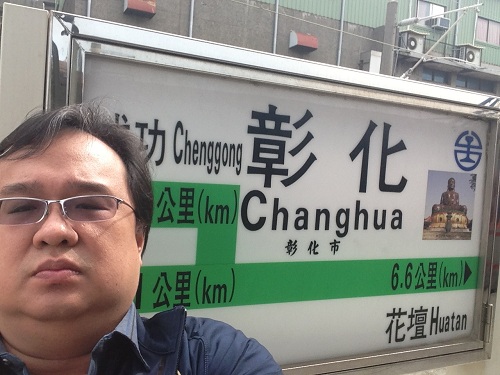 功 Chenggong
彰化
公里(km)
Changhua
彰化市
公里(km)
6.6公里(km)
花壇 Huatan